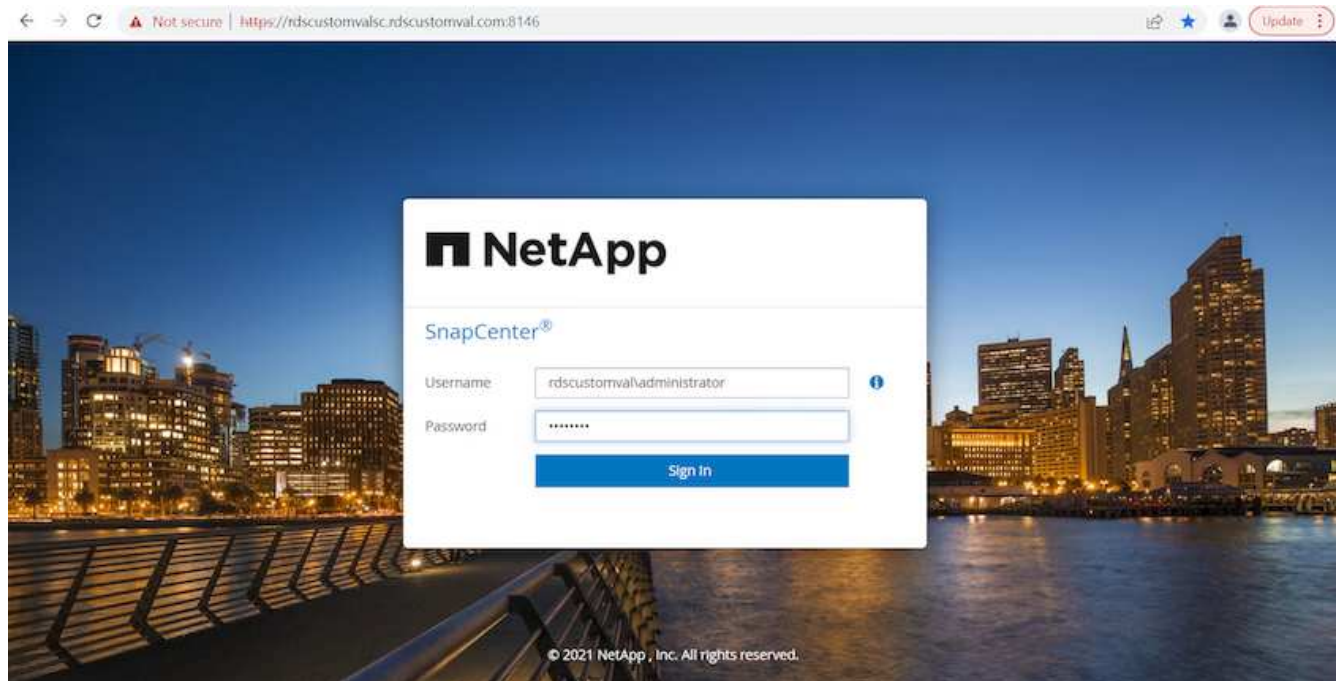 Not secure | https://rdscustomvalsc.rdscustomval.com:8146
Update
NetApp
SnapCenter®
Username rdscustomval\administrator
Password ••••••••
Sign In
© 2021 NetApp , Inc. All rights reserved.